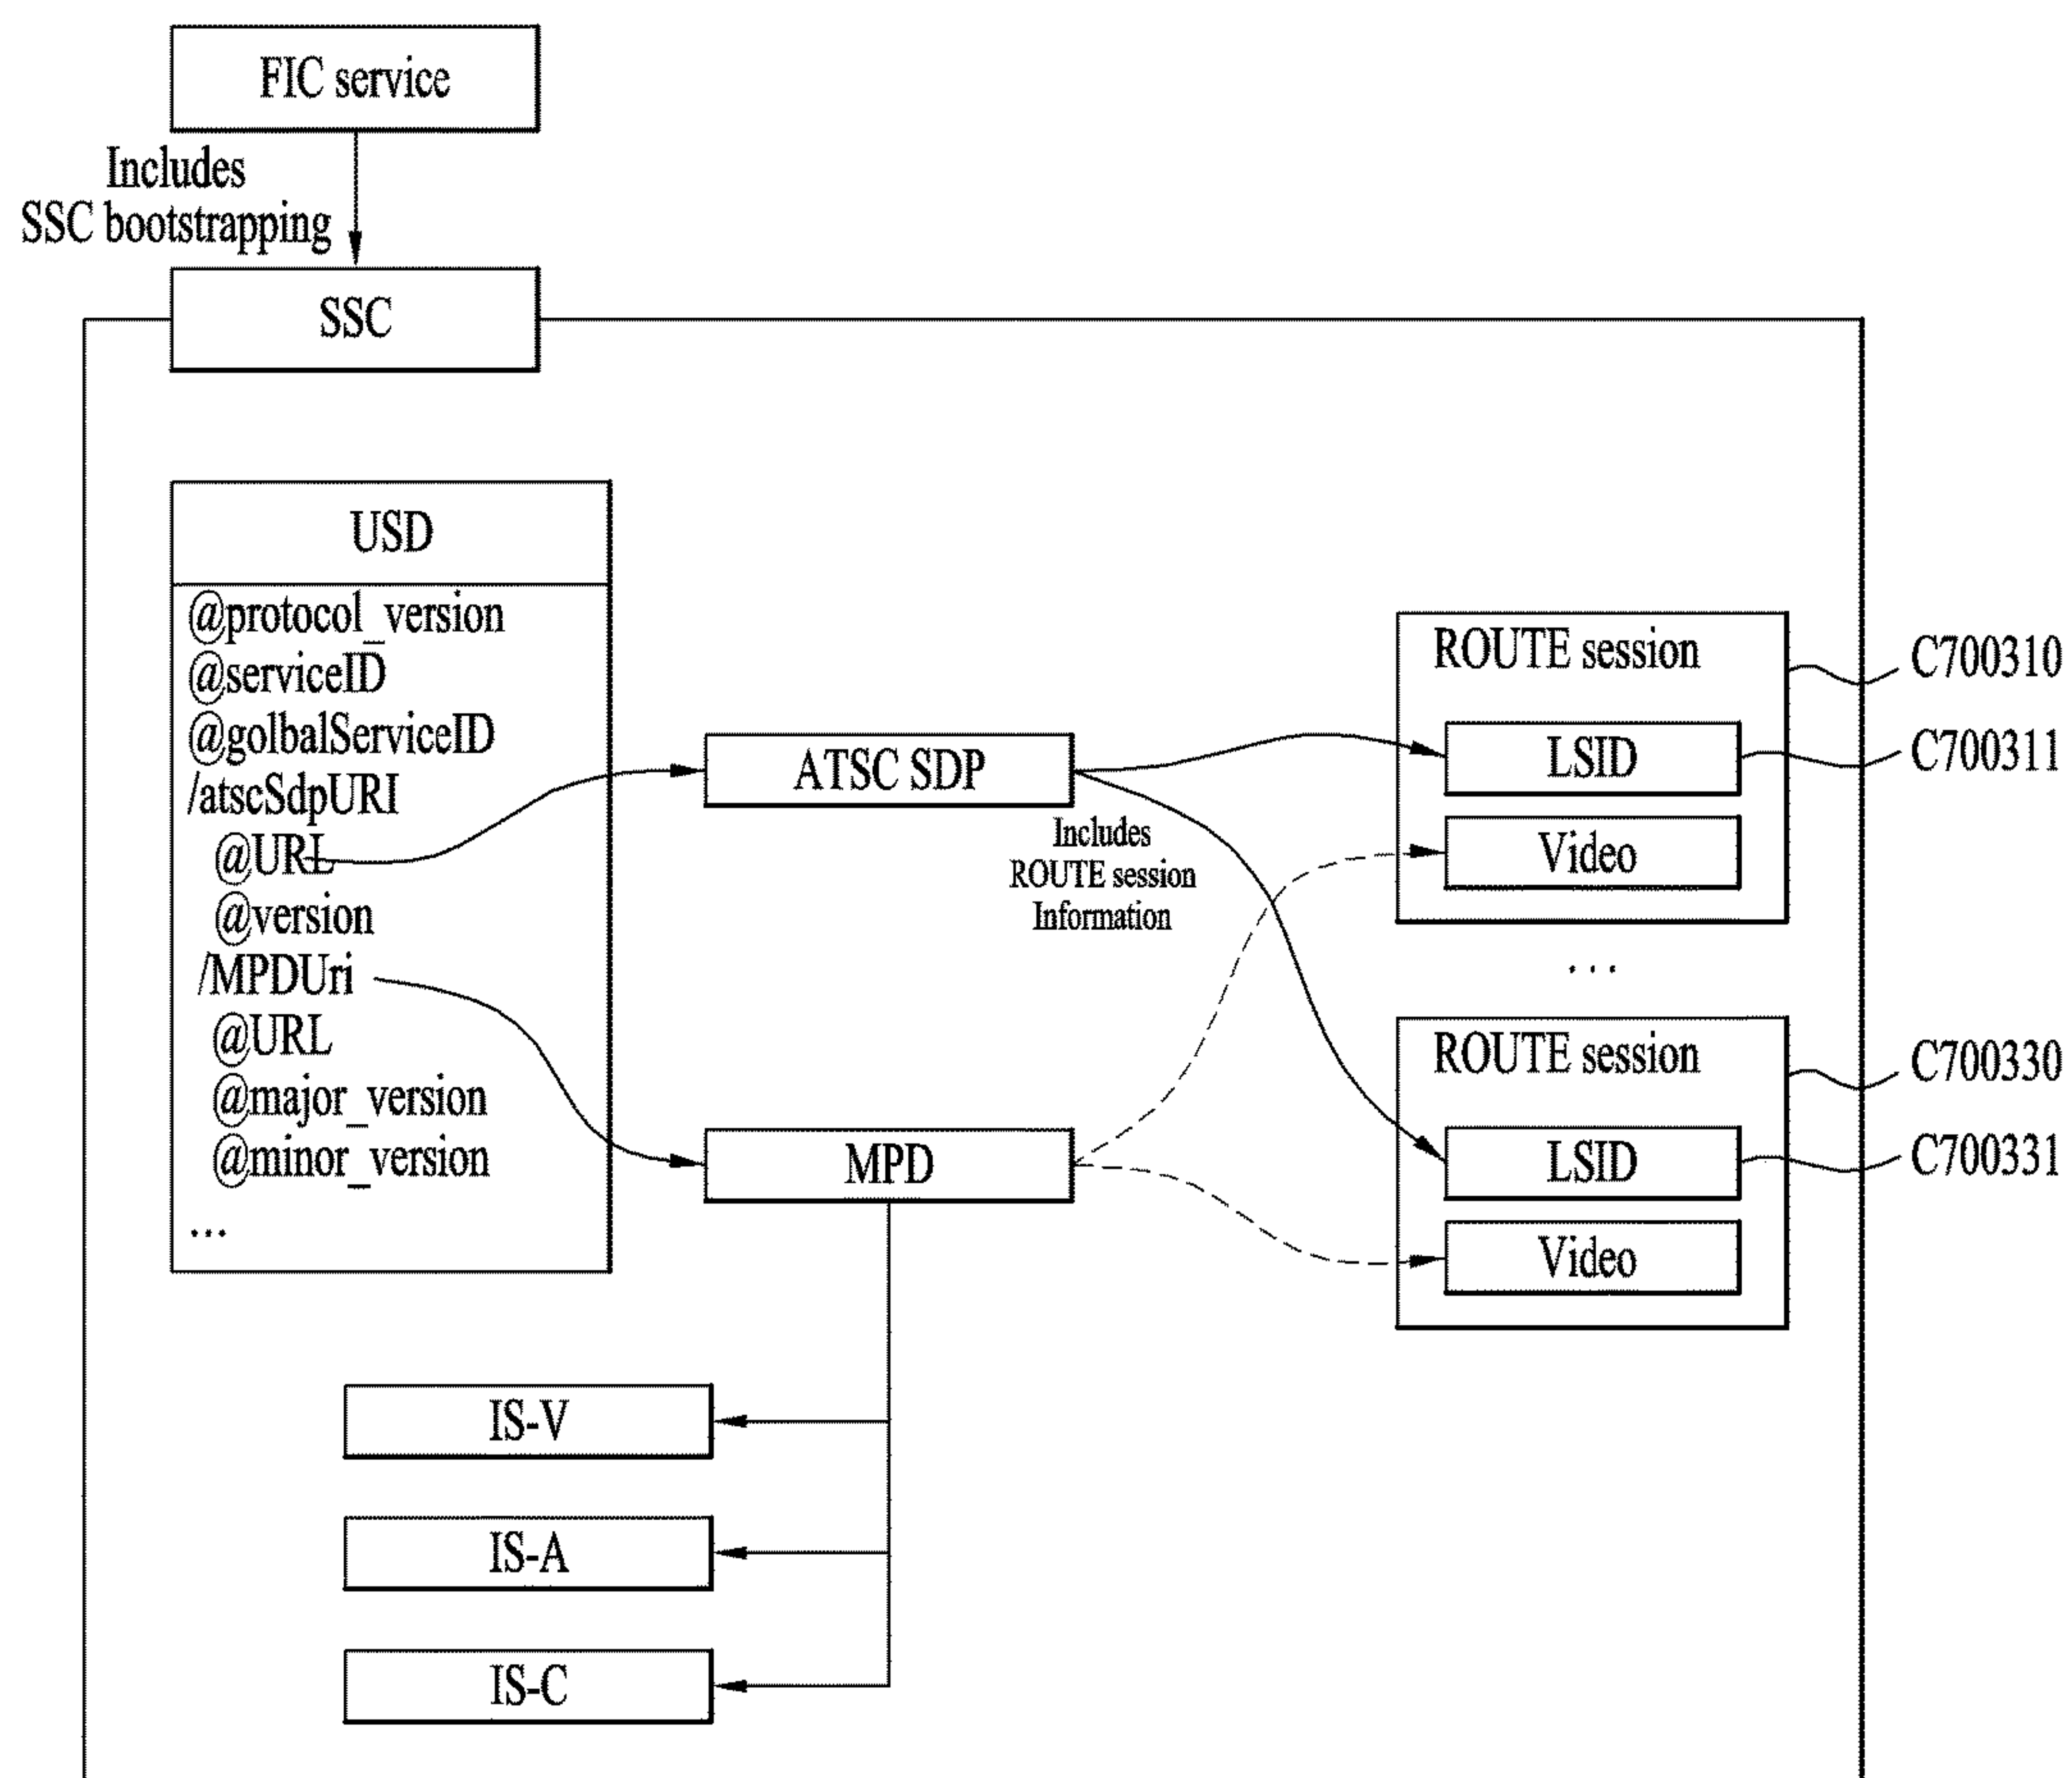 FIC service
Includes
SSC bootstrapping
SSC
USD
@protocol_version
@serviceID
@golbalServiceID
/atscSdpURI
@URL
@version
/MPDUri
@URL
@major_version
@minor_version
...
ATSC SDP
Includes
ROUTE session
Information
MPD
ROUTE session
LSID
Video
C700310
C700311
...
ROUTE session
LSID
Video
C700330
C700331
IS-V
IS-A
IS-C